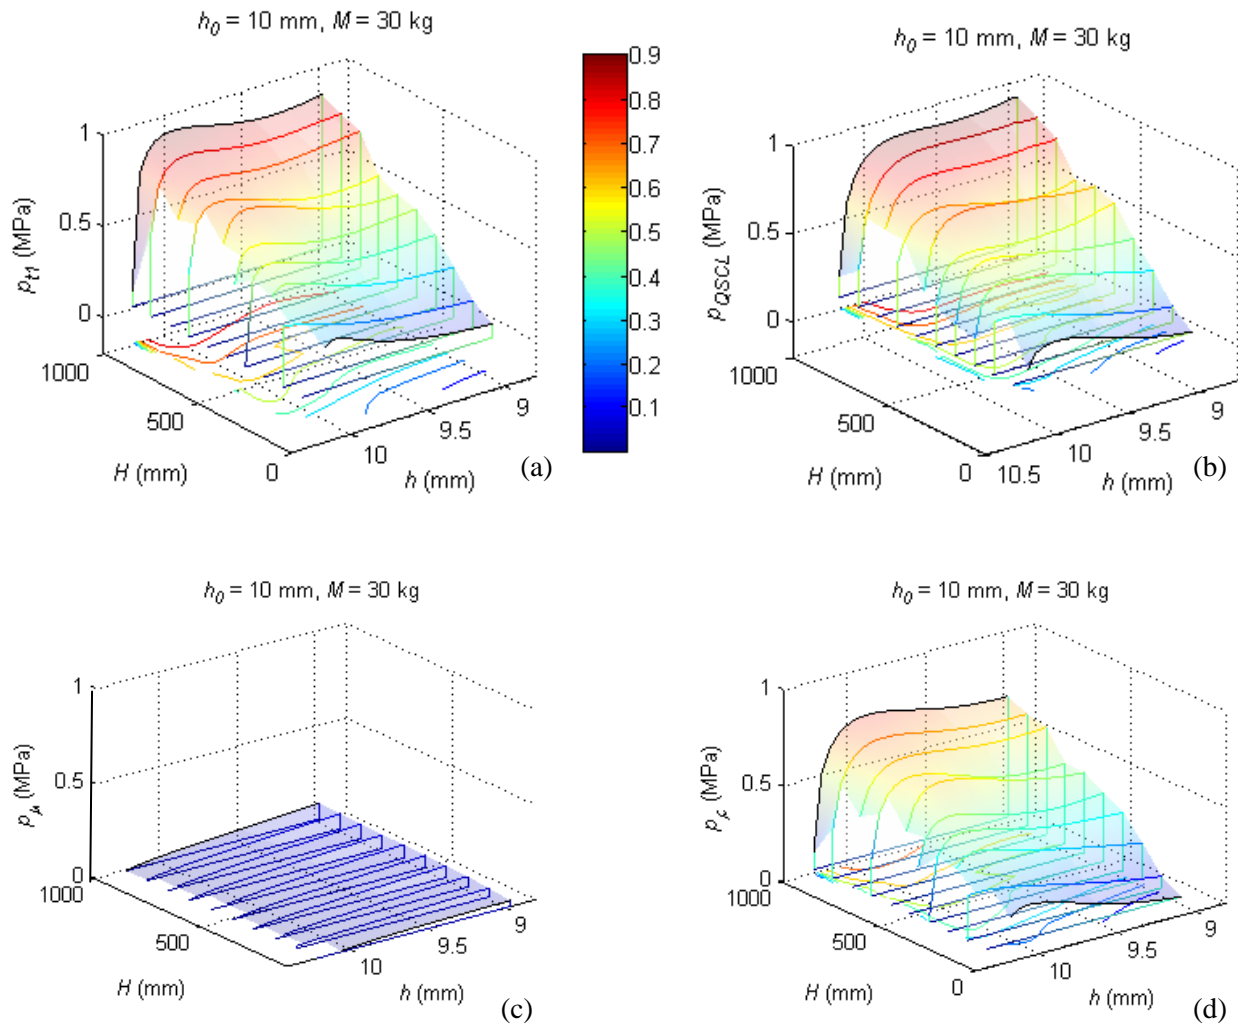 h0 = 10 mm, M = 30 kg
1
0.5
0
pt1 (MPa)
1000
500
0
H (mm)
10
9.5
9
h (mm)
(a)
0.9
0.8
0.7
0.6
0.5
0.4
0.3
0.2
0.1
h0 = 10 mm, M = 30 kg
1
0.5
0
pQSCL (MPa)
1000
500
0
H (mm)
10.5
10
9.5
9
h (mm)
(b)
h0 = 10 mm, M = 30 kg
1
0.5
0
pμ (MPa)
1000
500
H (mm)
10
9.5
9
h (mm)
(c)
h0 = 10 mm, M = 30 kg
1
0.5
0
pc (MPa)
1000
500
0
H (mm)
10
9.5
9
h (mm)
(d)